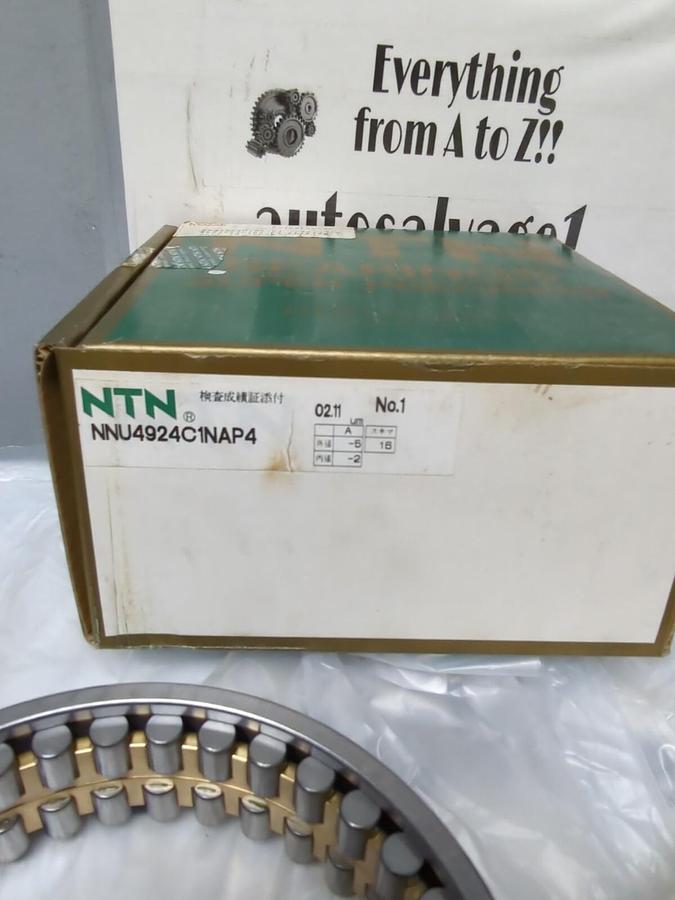 Everything
from A to Z!!
autosalvage1
NTN® 検査成績証添付 02.11 No.1
NNU4924C1NAP4
μm
A スキマ
外径 -5 16
内径 -2